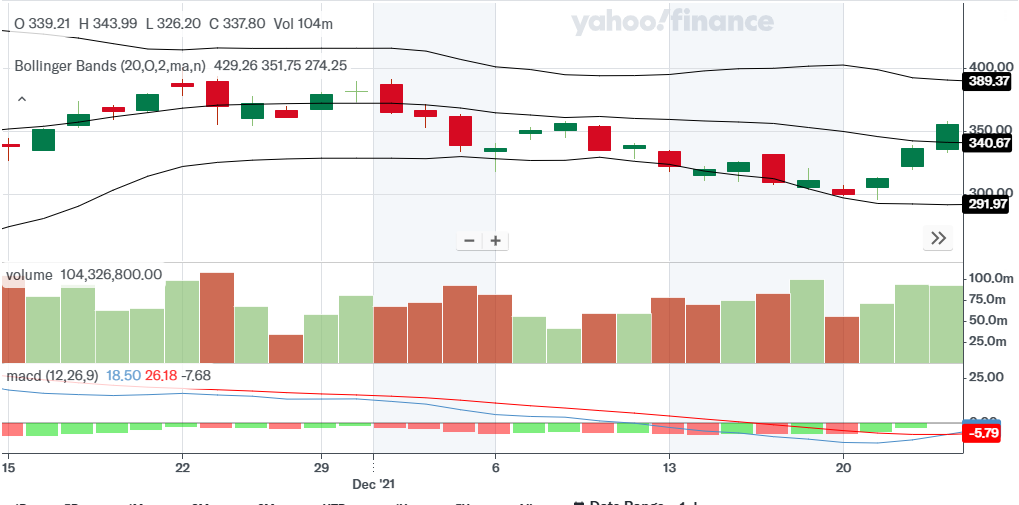 yahoo!finance
O 339.21 H 343.99 L 326.20 C 337.80 Vol 104m
Bollinger Bands (20,O,2,ma,n) 429.26 351.75 274.25
400.00
389.37
350.00
340.67
300.00
291.97
volume 104,326,800.00
100.0m
75.0m
50.0m
25.0m
macd (12,26,9) 18.50 26.18 -7.68
25.00
-5.79
15 22 29 6 13 20
Dec '21